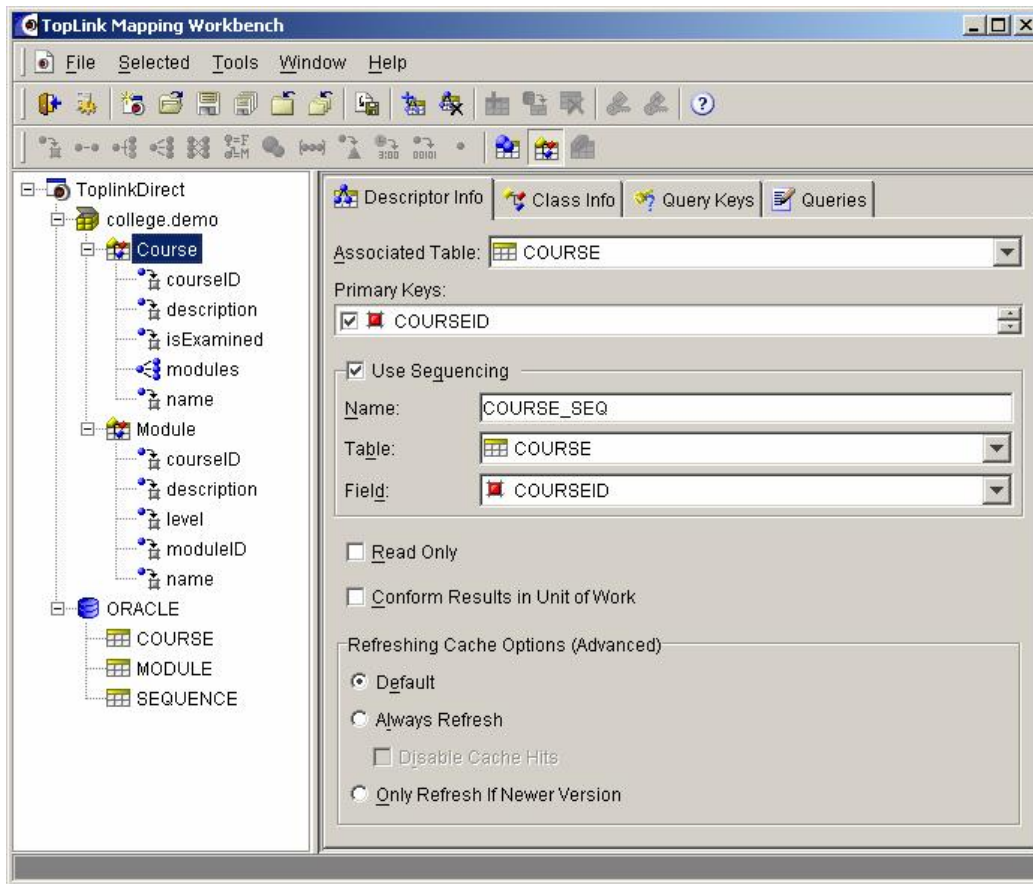 TopLink Mapping Workbench
File Selected Tools Window Help
ToplinkDirect
college.demo
Course
courseID
description
isExamined
modules
name
Module
courseID
description
level
moduleID
name
ORACLE
COURSE
MODULE
SEQUENCE
Descriptor Info Class Info Query Keys Queries
Associated Table: COURSE
Primary Keys:
COURSEID
Use Sequencing
Name: COURSE_SEQ
Table: COURSE
Field: COURSEID
Read Only
Conform Results in Unit of Work
Refreshing Cache Options (Advanced)
Default
Always Refresh
Disable Cache Hits
Only Refresh If Newer Version